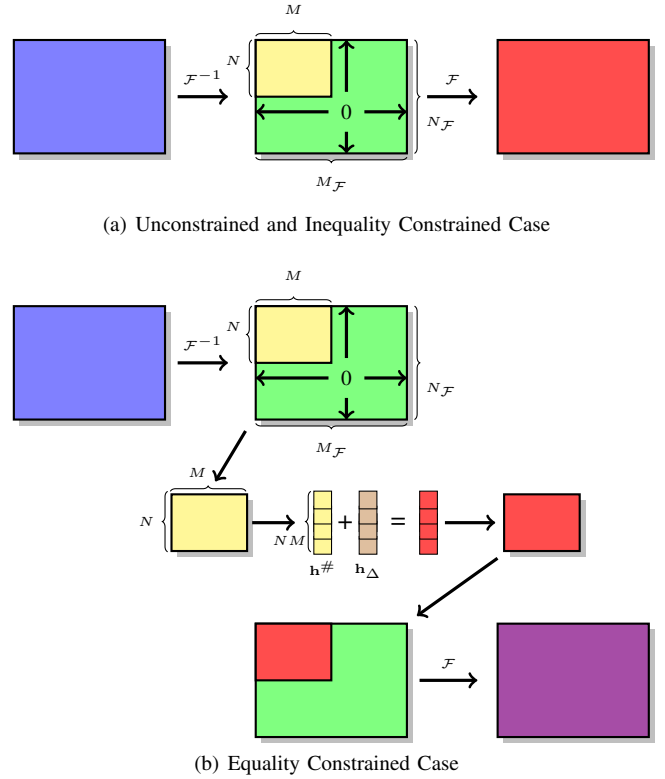 M
N
𝓕⁻¹
0
𝓕
N_𝓕
M_𝓕
(a) Unconstrained and Inequality Constrained Case
M
N
𝓕⁻¹
0
N_𝓕
M_𝓕
M
N
NM
+
=
h^#
h_Δ
𝓕
(b) Equality Constrained Case